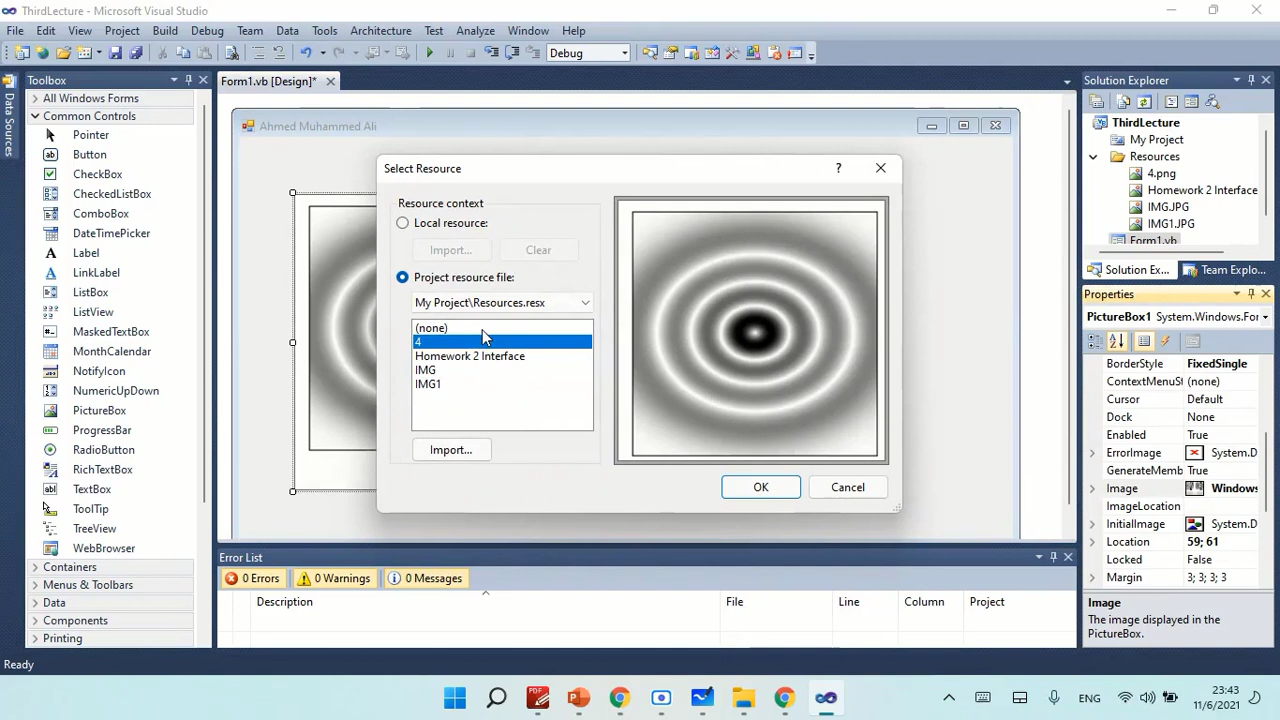 ThirdLecture - Microsoft Visual Studio
File Edit View Project Build Debug Team Data Tools Architecture Test Analyze Window Help
Debug
Data Sources
Toolbox
All Windows Forms
Common Controls
Pointer
Button
CheckBox
CheckedListBox
ComboBox
DateTimePicker
Label
LinkLabel
ListBox
ListView
MaskedTextBox
MonthCalendar
NotifyIcon
NumericUpDown
PictureBox
ProgressBar
RadioButton
RichTextBox
TextBox
ToolTip
TreeView
WebBrowser
Containers
Menus & Toolbars
Data
Components
Printing
Form1.vb [Design]*
Ahmed Muhammed Ali
Select Resource
?
Resource context
Local resource:
Import... Clear
Project resource file:
My Project\Resources.resx
(none)
4
Homework 2 Interface
IMG
IMG1
Import...
OK Cancel
Error List
0 Errors 0 Warnings 0 Messages
Description File Line Column Project
Solution Explorer
ThirdLecture
My Project
Resources
4.png
Homework 2 Interface
IMG.JPG
IMG1.JPG
Form1.vb
Solution Ex... Team Explo...
Properties
PictureBox1 System.Windows.For
BorderStyle FixedSingle
ContextMenuSt (none)
Cursor Default
Dock None
Enabled True
ErrorImage System.D
GenerateMemb True
Image Windows
ImageLocation
InitialImage System.D
Location 59; 61
Locked False
Margin 3; 3; 3; 3
Image
The image displayed in the
PictureBox.
Ready
PDF
ENG
23:43
11/6/2021